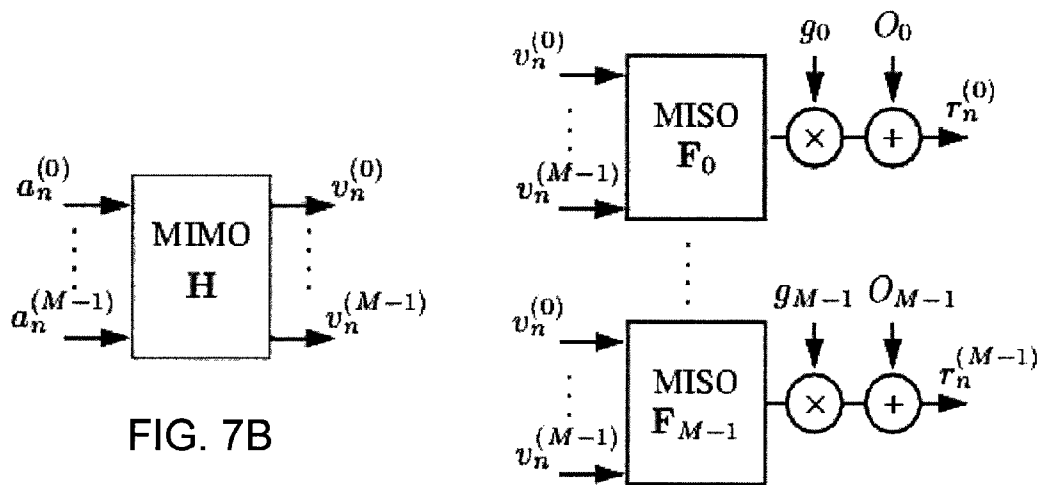 a_n^{(0)}
a_n^{(M-1)}
MIMO
H
v_n^{(0)}
v_n^{(M-1)}
FIG. 7B
v_n^{(0)}
v_n^{(M-1)}
MISO
F_0
g_0
O_0
×
+
r_n^{(0)}
v_n^{(0)}
v_n^{(M-1)}
MISO
F_{M-1}
g_{M-1}
O_{M-1}
×
+
r_n^{(M-1)}